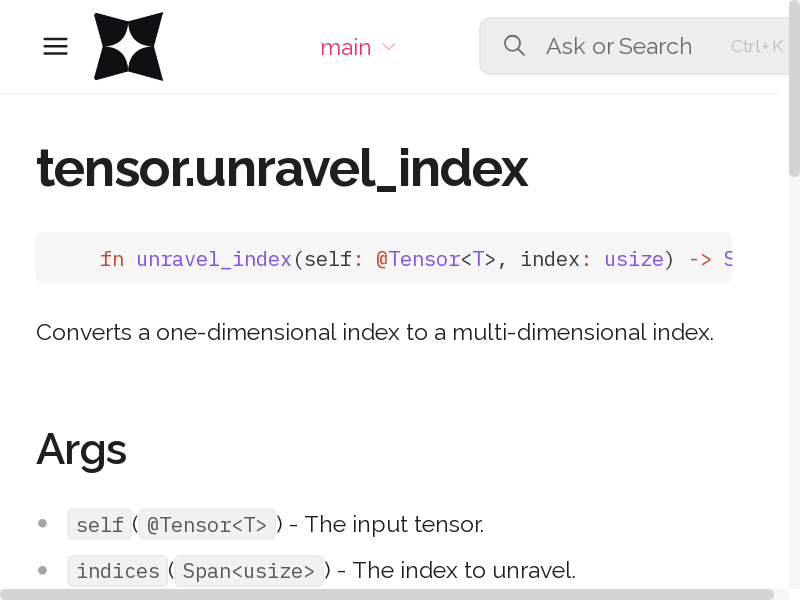 main
Ask or Search
Ctrl+K
tensor.unravel_index
fn unravel_index(self: @Tensor<T>, index: usize) -> S
Converts a one-dimensional index to a multi-dimensional index.
Args
self(@Tensor<T>) - The input tensor.
indices(Span<usize>) - The index to unravel.